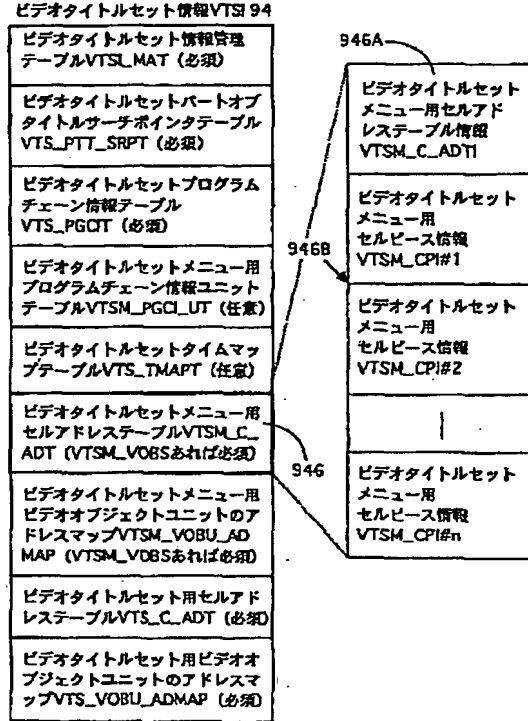 ビデオタイトルセット情報VTSI 94
ビデオタイトルセット情報管理
テーブルVTSI_MAT (必須)
ビデオタイトルセットパートオブ
タイトルサーチポインタテーブル
VTS_PTT_SRPT (必須)
ビデオタイトルセットプログラム
チェーン情報テーブル
VTS_PGCIT (必須)
ビデオタイトルセットメニュー用
プログラムチェーン情報ユニット
テーブルVTSM_PGCI_UT (任意)
ビデオタイトルセットタイムマッ
プテーブルVTS_TMAPT (任意)
ビデオタイトルセットメニュー用
セルアドレステーブルVTSM_C_
ADT (VTSM_VOBSあれば必須)
ビデオタイトルセットメニュー用
ビデオオブジェクトユニットのア
ドレスマップVTSM_VOBU_AD
MAP (VTSM_VOBSあれば必須)
ビデオタイトルセット用セルアド
レステーブルVTS_C_ADT (必須)
ビデオタイトルセット用ビデオオ
ブジェクトユニットのアドレスマ
ップVTS_VOBU_ADMAP (必須)
946
946A
946B
ビデオタイトルセット
メニュー用セルアド
レステーブル情報
VTSM_C_ADTI
ビデオタイトルセット
メニュー用
セルピース情報
VTSM_CPI#1
ビデオタイトルセット
メニュー用
セルピース情報
VTSM_CPI#2
ビデオタイトルセット
メニュー用
セルピース情報
VTSM_CPI#n